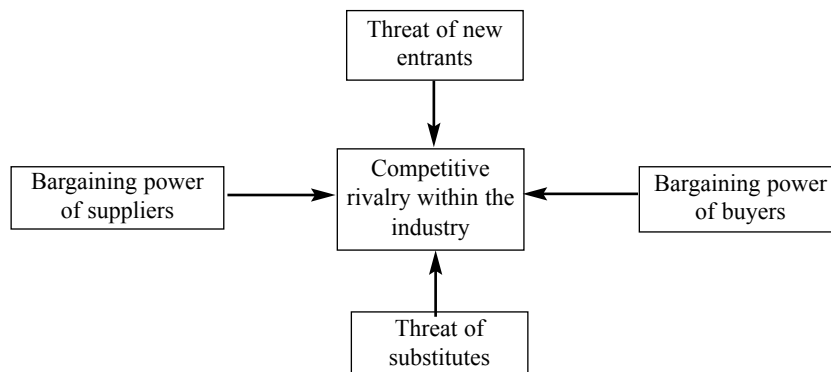 Threat of new
entrants
Competitive
rivalry within the
industry
Bargaining power
of suppliers
Bargaining power
of buyers
Threat of
substitutes